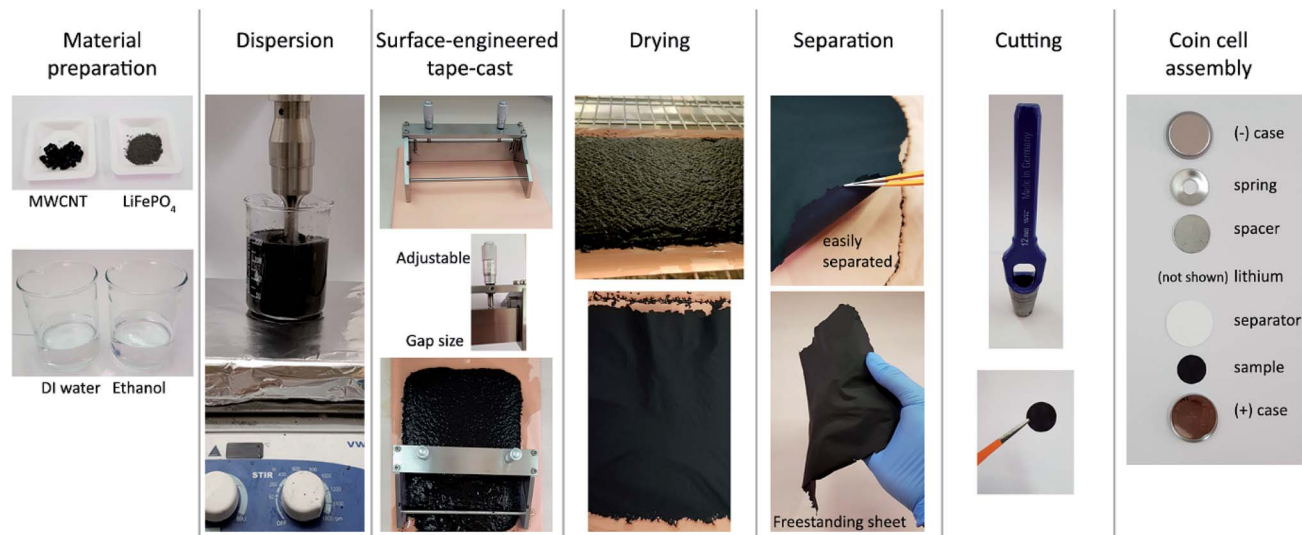 Material
preparation
MWCNT
LiFePO₄
DI water
Ethanol
Dispersion
STIR
OFF
Surface-engineered
tape-cast
Adjustable
Gap size
Drying
Separation
easily
separated
Freestanding sheet
Cutting
Made in Germany
Coin cell
assembly
(-) case
spring
spacer
(not shown) lithium
separator
sample
(+) case